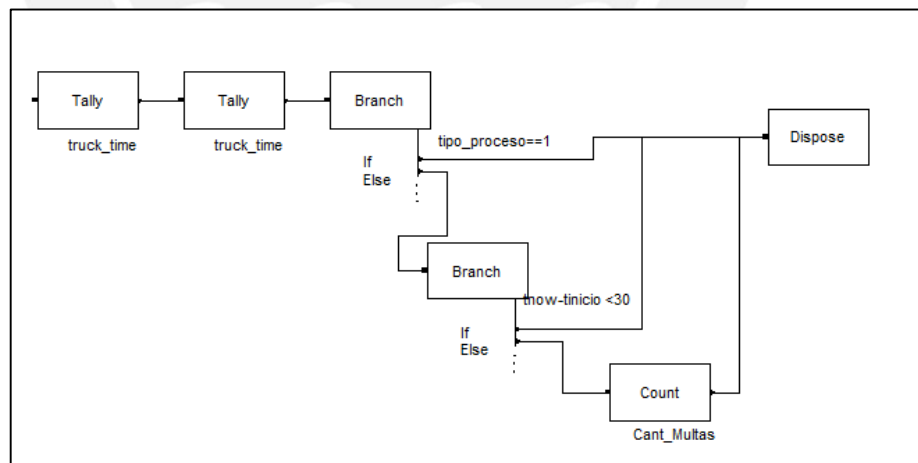 Tally
truck_time
Tally
truck_time
Branch
tipo_proceso==1
If
Else
Dispose
Branch
tnow-tinicio <30
If
Else
Count
Cant_Multas